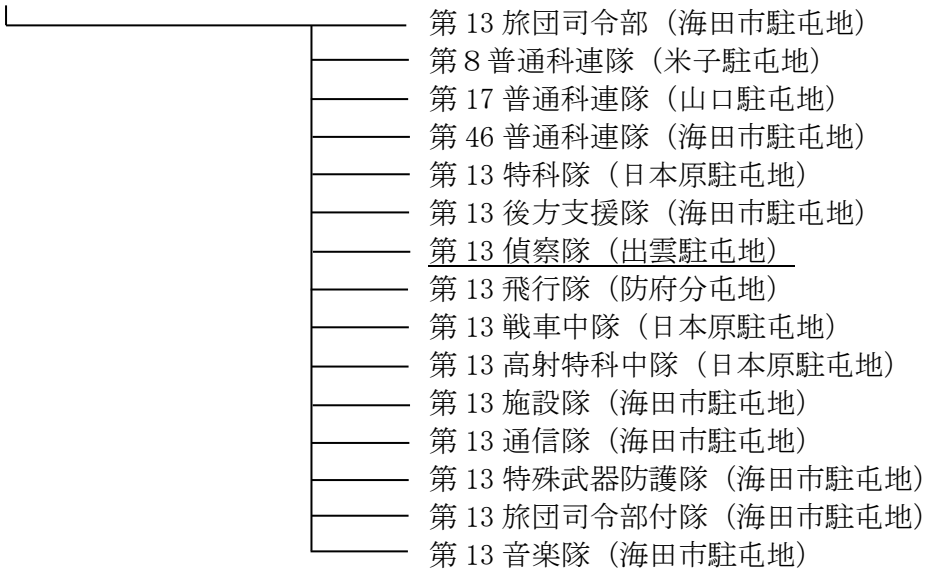 第 13 旅団司令部（海田市駐屯地）
第８普通科連隊（米子駐屯地）
第 17 普通科連隊（山口駐屯地）
第 46 普通科連隊（海田市駐屯地）
第 13 特科隊（日本原駐屯地）
第 13 後方支援隊（海田市駐屯地）
第 13 偵察隊（出雲駐屯地）
第 13 飛行隊（防府分屯地）
第 13 戦車中隊（日本原駐屯地）
第 13 高射特科中隊（日本原駐屯地）
第 13 施設隊（海田市駐屯地）
第 13 通信隊（海田市駐屯地）
第 13 特殊武器防護隊（海田市駐屯地）
第 13 旅団司令部付隊（海田市駐屯地）
第 13 音楽隊（海田市駐屯地）